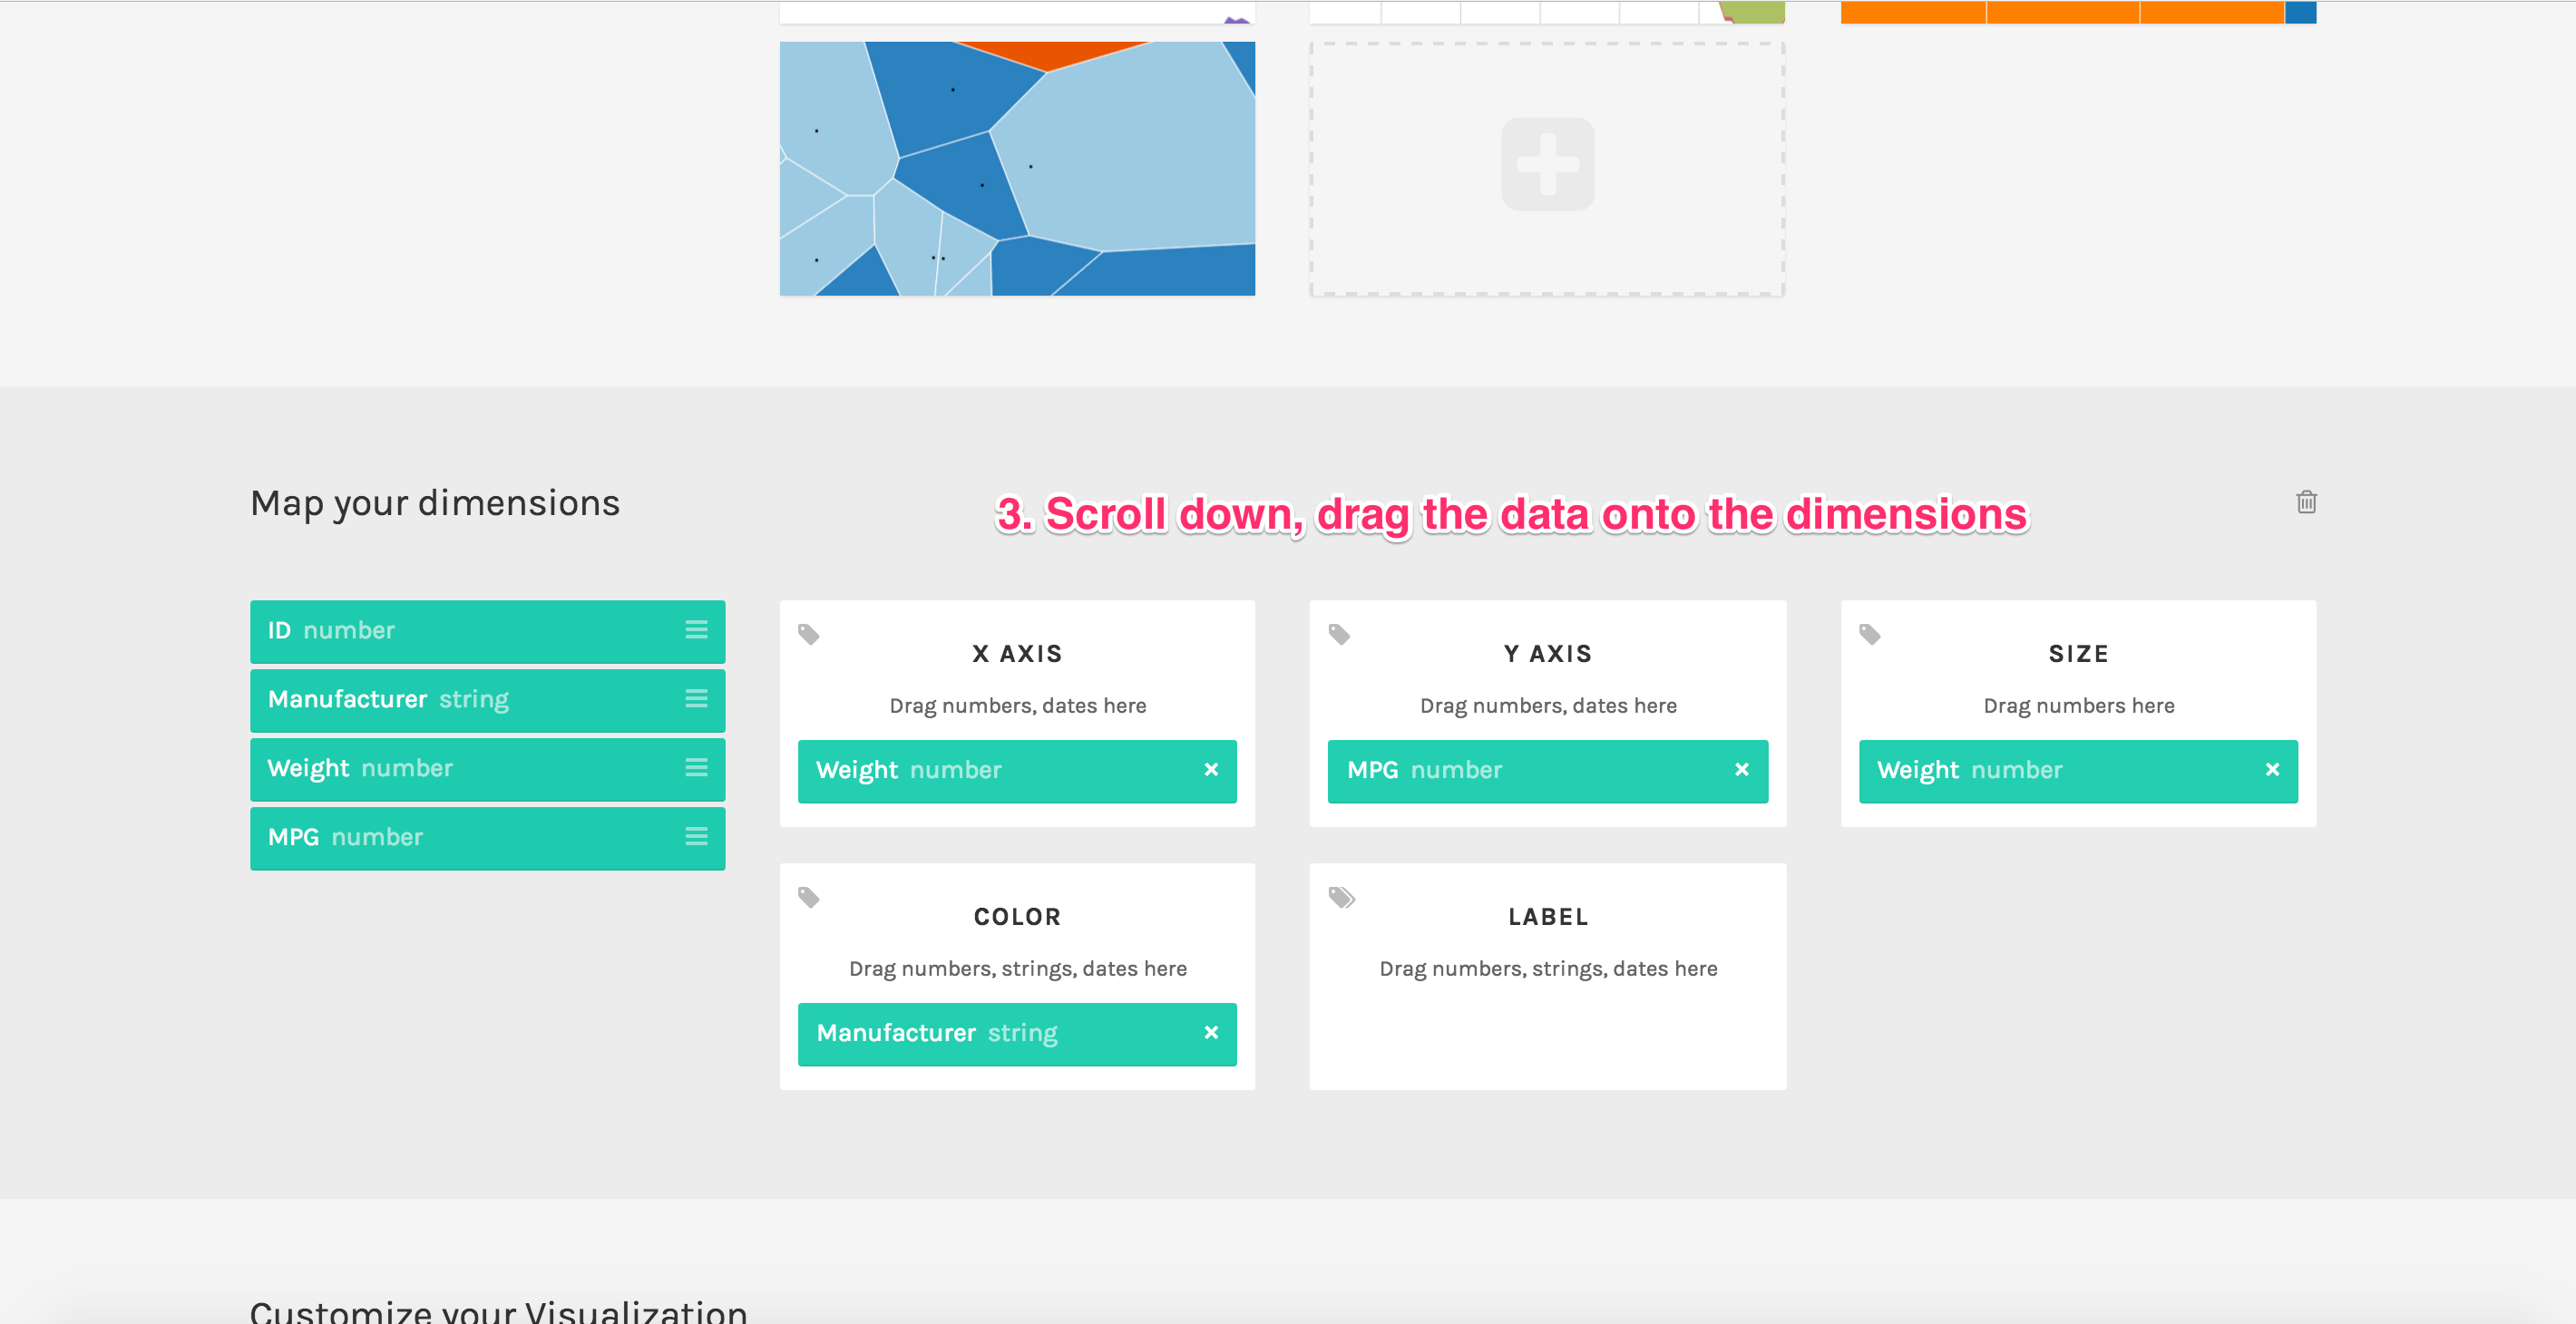 Map your dimensions
3. Scroll down, drag the data onto the dimensions
ID number
Manufacturer string
Weight number
MPG number
X AXIS
Drag numbers, dates here
Weight number
Y AXIS
Drag numbers, dates here
MPG number
SIZE
Drag numbers here
Weight number
COLOR
Drag numbers, strings, dates here
Manufacturer string
LABEL
Drag numbers, strings, dates here
Customize your Visualization